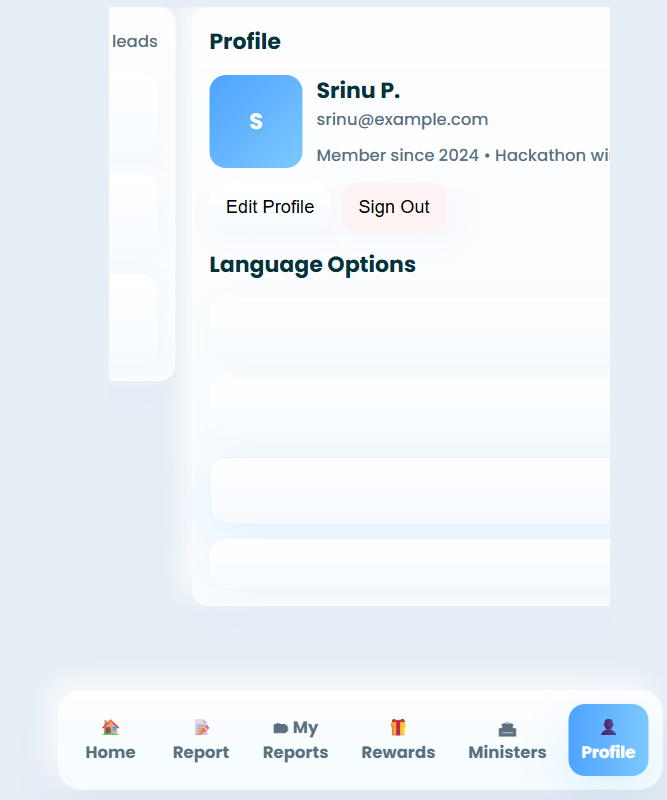 leads
Profile
S
Srinu P.
srinu@example.com
Member since 2024 • Hackathon wi
Edit Profile
Sign Out
Language Options
Home
Report
My
Reports
Rewards
Ministers
Profile